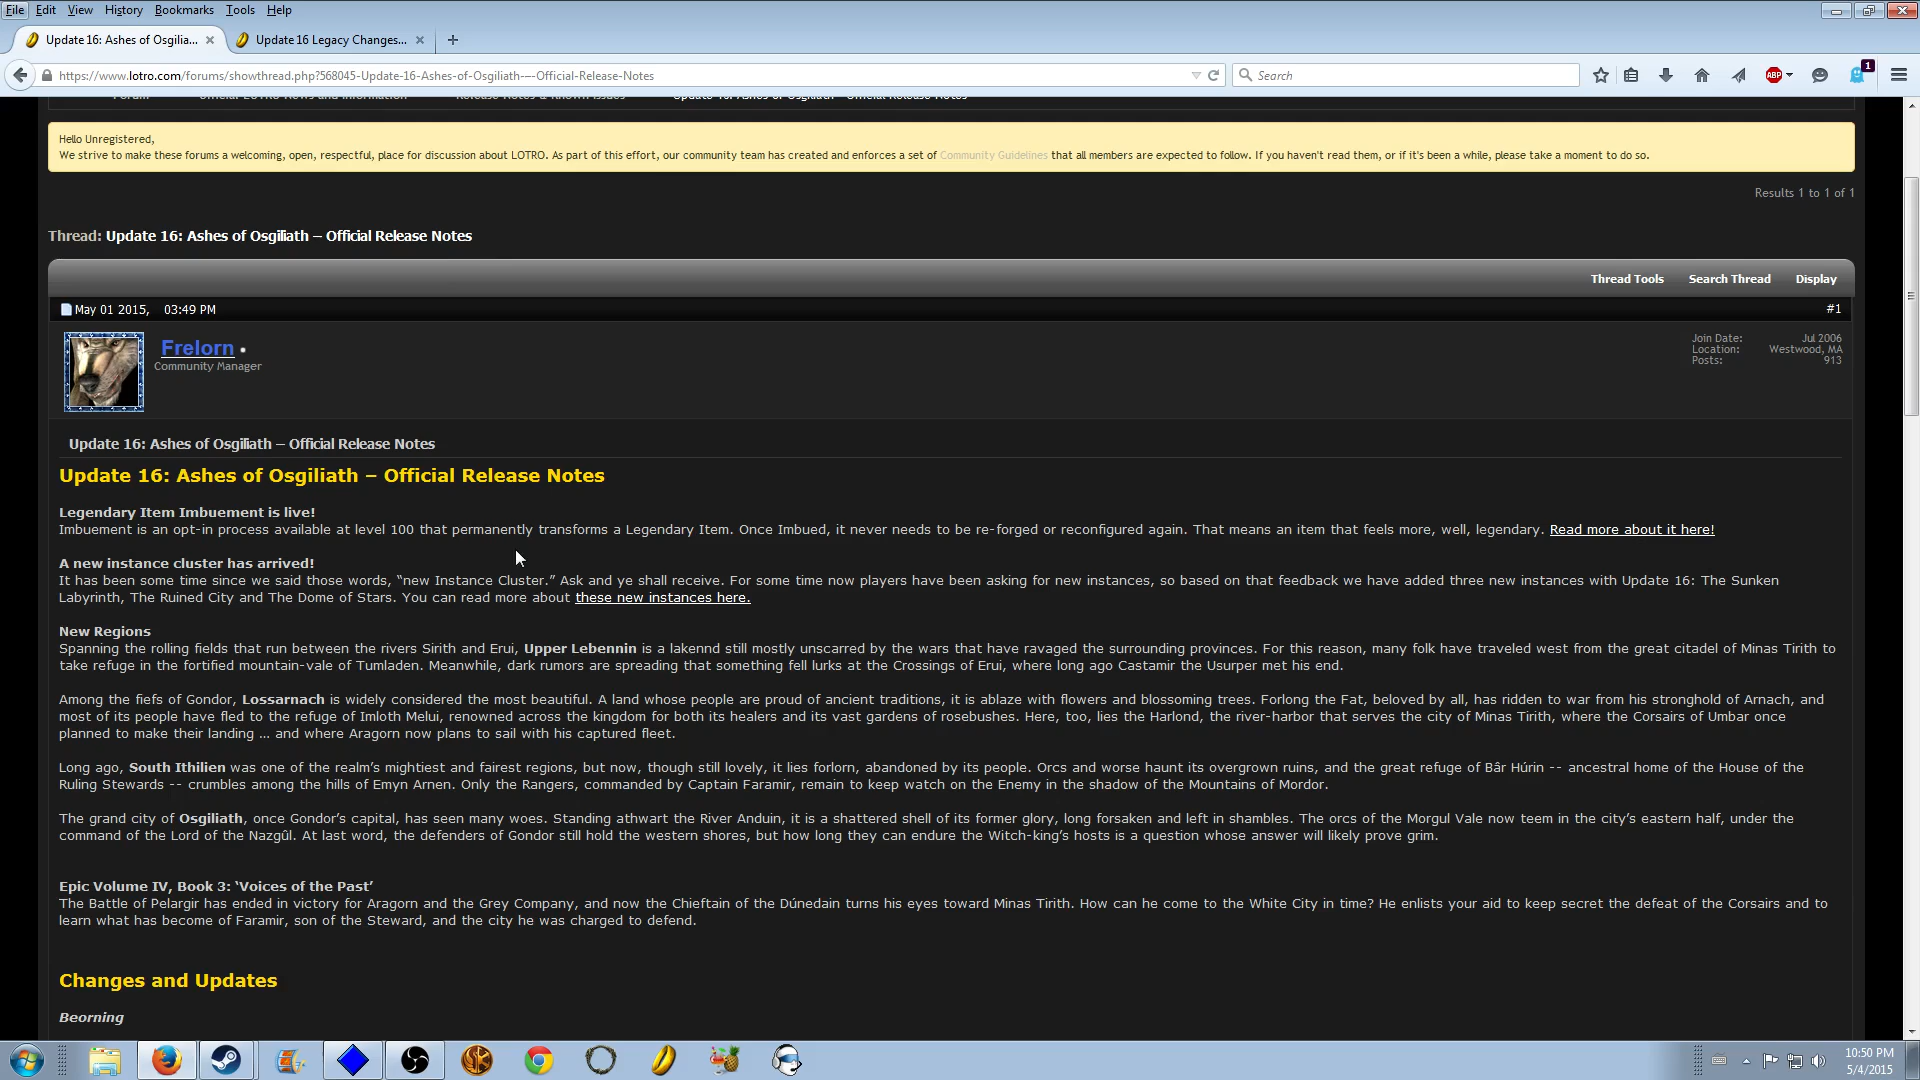 File Edit View History Bookmarks Tools Help
Update 16: Ashes of Osgilia...
Update 16 Legacy Changes...
https://www.lotro.com/forums/showthread.php?568045-Update-16-Ashes-of-Osgiliath-–-Official-Release-Notes
Search
ABP
1
Forum Official LOTRO News and Information Release Notes & Known Issues Update 16: Ashes of Osgiliath – Official Release Notes
Hello Unregistered,
We strive to make these forums a welcoming, open, respectful, place for discussion about LOTRO. As part of this effort, our community team has created and enforces a set of Community Guidelines that all members are expected to follow. If you haven't read them, or if it's been a while, please take a moment to do so.
Results 1 to 1 of 1
Thread: Update 16: Ashes of Osgiliath – Official Release Notes
Thread Tools Search Thread Display
May 01 2015, 03:49 PM
#1
Frelorn
Community Manager
Join Date: Jul 2006
Location: Westwood, MA
Posts: 913
Update 16: Ashes of Osgiliath – Official Release Notes
Update 16: Ashes of Osgiliath – Official Release Notes
Legendary Item Imbuement is live!
Imbuement is an opt-in process available at level 100 that permanently transforms a Legendary Item. Once Imbued, it never needs to be re-forged or reconfigured again. That means an item that feels more, well, legendary. Read more about it here!
A new instance cluster has arrived!
It has been some time since we said those words, “new Instance Cluster.” Ask and ye shall receive. For some time now players have been asking for new instances, so based on that feedback we have added three new instances with Update 16: The Sunken
Labyrinth, The Ruined City and The Dome of Stars. You can read more about these new instances here.
New Regions
Spanning the rolling fields that run between the rivers Sirith and Erui, Upper Lebennin is a lakennd still mostly unscarred by the wars that have ravaged the surrounding provinces. For this reason, many folk have traveled west from the great citadel of Minas Tirith to
take refuge in the fortified mountain-vale of Tumladen. Meanwhile, dark rumors are spreading that something fell lurks at the Crossings of Erui, where long ago Castamir the Usurper met his end.
Among the fiefs of Gondor, Lossarnach is widely considered the most beautiful. A land whose people are proud of ancient traditions, it is ablaze with flowers and blossoming trees. Forlong the Fat, beloved by all, has ridden to war from his stronghold of Arnach, and
most of its people have fled to the refuge of Imloth Melui, renowned across the kingdom for both its healers and its vast gardens of rosebushes. Here, too, lies the Harlond, the river-harbor that serves the city of Minas Tirith, where the Corsairs of Umbar once
planned to make their landing ... and where Aragorn now plans to sail with his captured fleet.
Long ago, South Ithilien was one of the realm’s mightiest and fairest regions, but now, though still lovely, it lies forlorn, abandoned by its people. Orcs and worse haunt its overgrown ruins, and the great refuge of Bâr Húrin -- ancestral home of the House of the
Ruling Stewards -- crumbles among the hills of Emyn Arnen. Only the Rangers, commanded by Captain Faramir, remain to keep watch on the Enemy in the shadow of the Mountains of Mordor.
The grand city of Osgiliath, once Gondor’s capital, has seen many woes. Standing athwart the River Anduin, it is a shattered shell of its former glory, long forsaken and left in shambles. The orcs of the Morgul Vale now teem in the city’s eastern half, under the
command of the Lord of the Nazgûl. At last word, the defenders of Gondor still hold the western shores, but how long they can endure the Witch-king’s hosts is a question whose answer will likely prove grim.
Epic Volume IV, Book 3: ‘Voices of the Past’
The Battle of Pelargir has ended in victory for Aragorn and the Grey Company, and now the Chieftain of the Dúnedain turns his eyes toward Minas Tirith. How can he come to the White City in time? He enlists your aid to keep secret the defeat of the Corsairs and to
learn what has become of Faramir, son of the Steward, and the city he was charged to defend.
Changes and Updates
Beorning
10:50 PM
5/4/2015